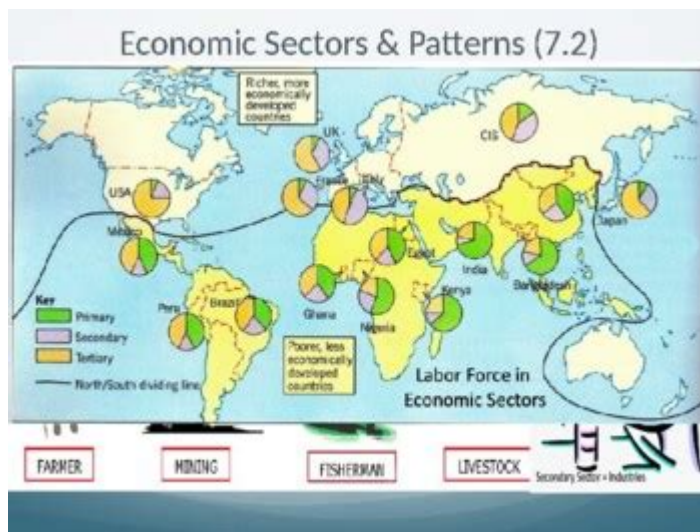 Economic Sectors & Patterns (7.2)
Richer, more
economically
developed
countries
UK
CIS
France
Italy
USA
Japan
Mexico
Egypt
India
Bangladesh
Key
Primary
Secondary
Tertiary
North/South dividing line
Peru
Brazil
Ghana
Nigeria
Kenya
Poorer, less
economically
developed
countries
Labor Force in
Economic Sectors
FARMER
MINING
FISHERMAN
LIVESTOCK
Secondary Sector = Industries